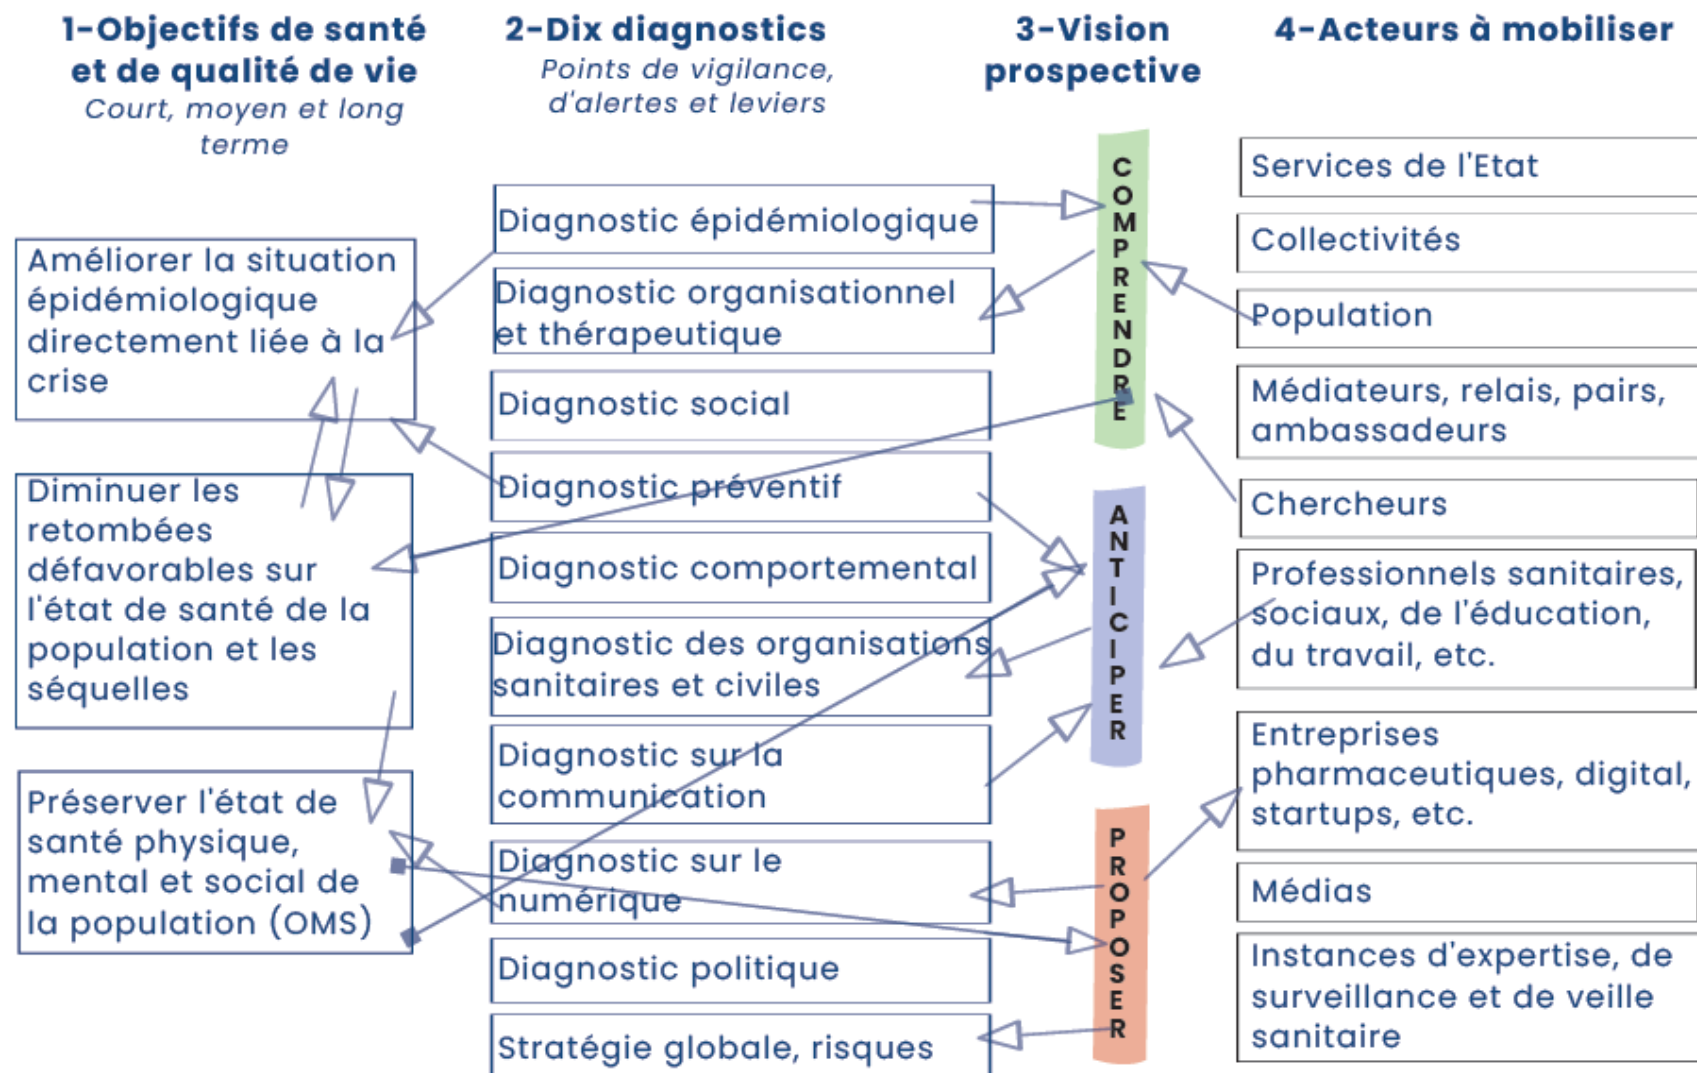 1-Objectifs de santé
et de qualité de vie
Court, moyen et long
terme
Améliorer la situation
épidémiologique
directement liée à la
crise
Diminuer les
retombées
défavorables sur
l'état de santé de la
population et les
séquelles
Préserver l'état de
santé physique,
mental et social de
la population (OMS)
2-Dix diagnostics
Points de vigilance,
d'alertes et leviers
Diagnostic épidémiologique
Diagnostic organisationnel
et thérapeutique
Diagnostic social
Diagnostic préventif
Diagnostic comportemental
Diagnostic des organisations
sanitaires et civiles
Diagnostic sur la
communication
Diagnostic sur le
numérique
Diagnostic politique
Stratégie globale, risques
3-Vision
prospective
COMPRENDRE
ANTICIPER
PROPOSER
4-Acteurs à mobiliser
Services de l'Etat
Collectivités
Population
Médiateurs, relais, pairs,
ambassadeurs
Chercheurs
Professionnels sanitaires,
sociaux, de l'éducation,
du travail, etc.
Entreprises
pharmaceutiques, digital,
startups, etc.
Médias
Instances d'expertise, de
surveillance et de veille
sanitaire